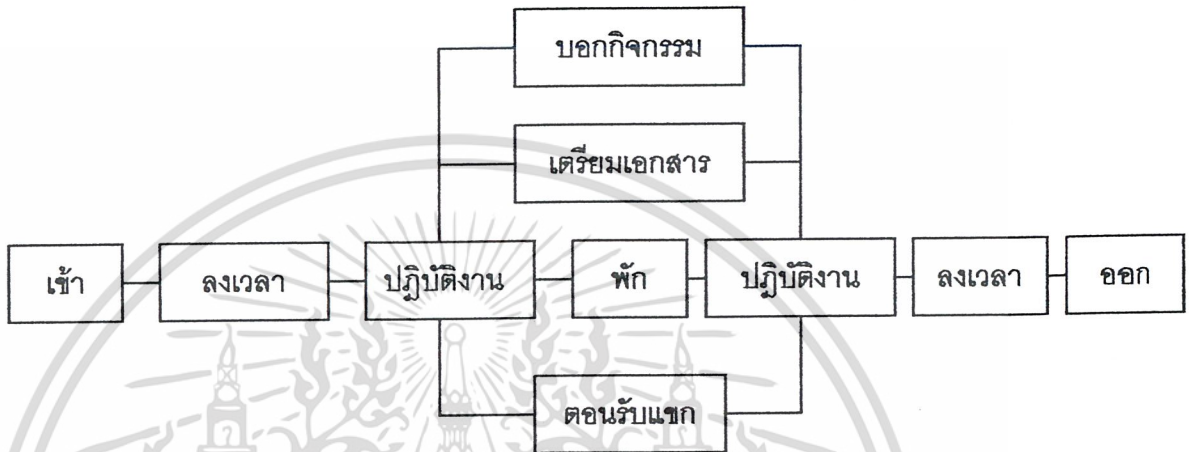 บอกกิจกรรม
เตรียมเอกสาร
เข้า ลงเวลา ปฎิบัติงาน พัก ปฎิบัติงาน ลงเวลา ออก
ตอนรับแขก